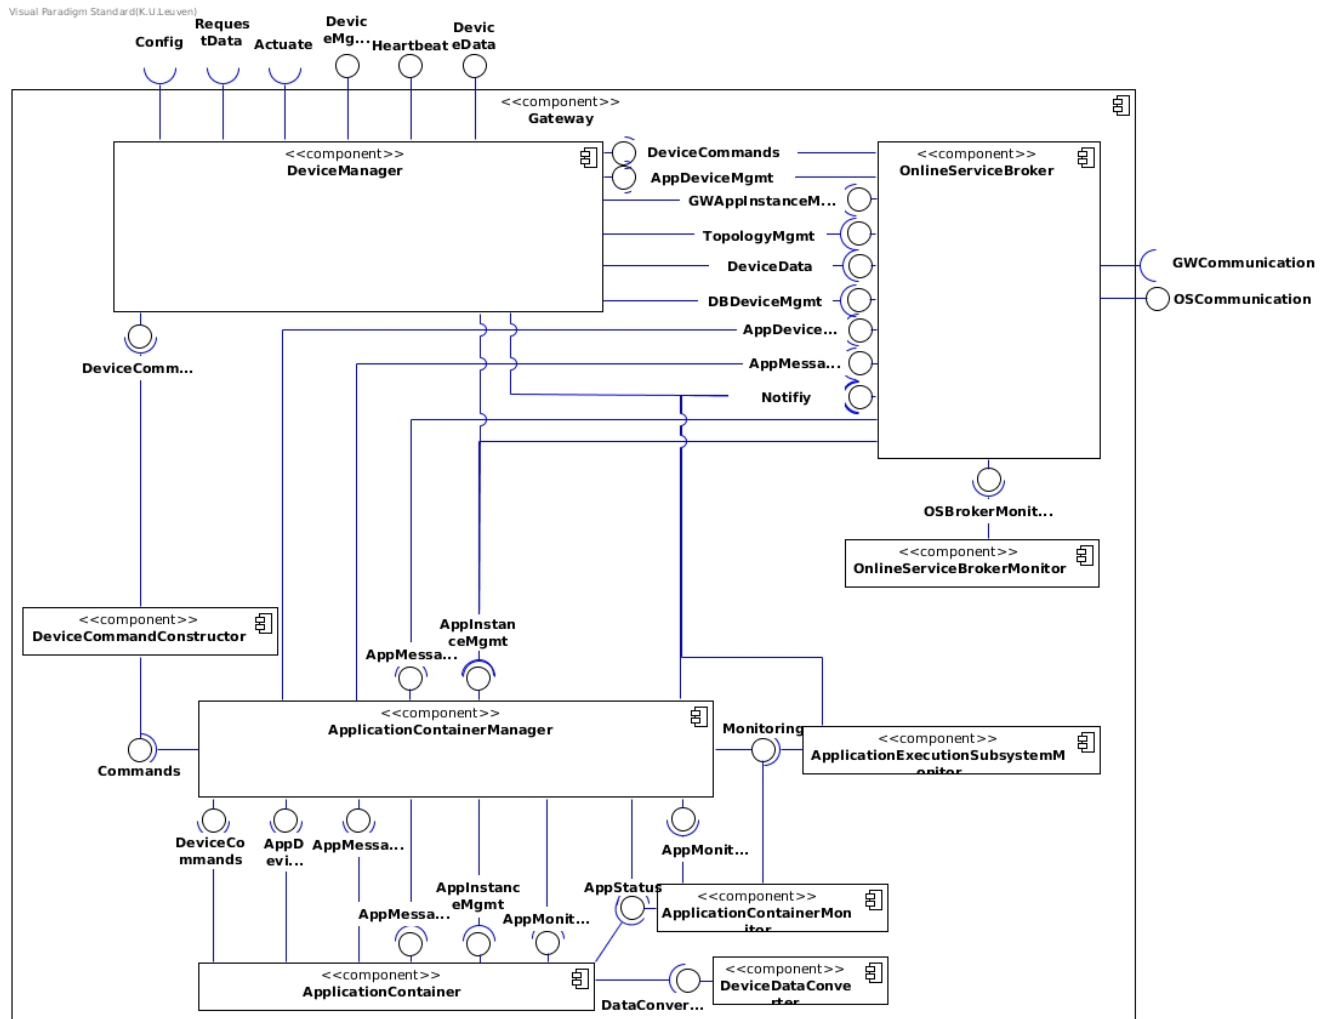 Visual Paradigm Standard(K.U.Leuven)
Config
Reques
tData
Actuate
Devic
eMg...
Heartbeat
Devic
eData
<<component>>
Gateway
<<component>>
DeviceManager
DeviceCommands
AppDeviceMgmt
GWAppInstanceM...
TopologyMgmt
DeviceData
DBDeviceMgmt
AppDevice...
AppMessa...
Notifiy
<<component>>
OnlineServiceBroker
GWCommunication
OSCommunication
DeviceComm...
OSBrokerMonit...
<<component>>
OnlineServiceBrokerMonitor
<<component>>
DeviceCommandConstructor
AppInstan
ceMgmt
AppMessa...
<<component>>
ApplicationContainerManager
Monitoring
<<component>>
ApplicationExecutionSubsystemM
onitor
Commands
DeviceCo
mmands
AppD
evi...
AppMessa...
AppMonit...
AppMessa...
AppInstanc
eMgmt
AppMonit...
AppStatus
<<component>>
ApplicationContainerMon
itor
<<component>>
ApplicationContainer
DataConver...
<<component>>
DeviceDataConve
rter